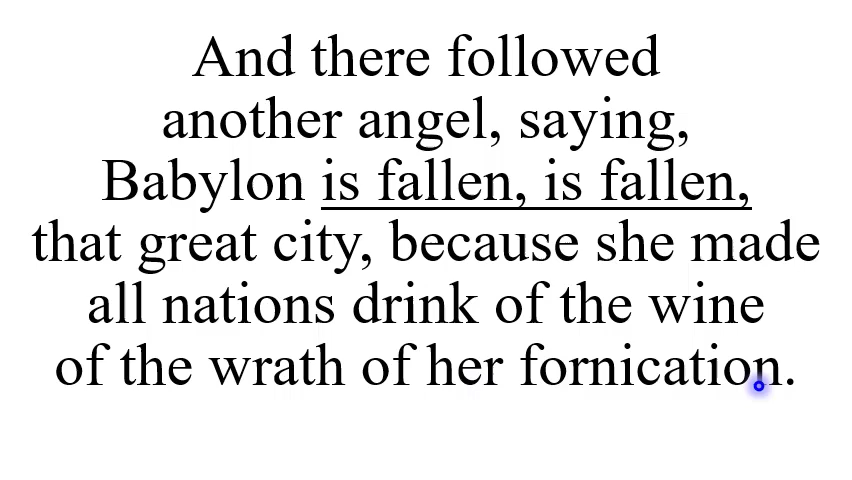 And there followed
another angel, saying,
Babylon is fallen, is fallen,
that great city, because she made
all nations drink of the wine
of the wrath of her fornication.